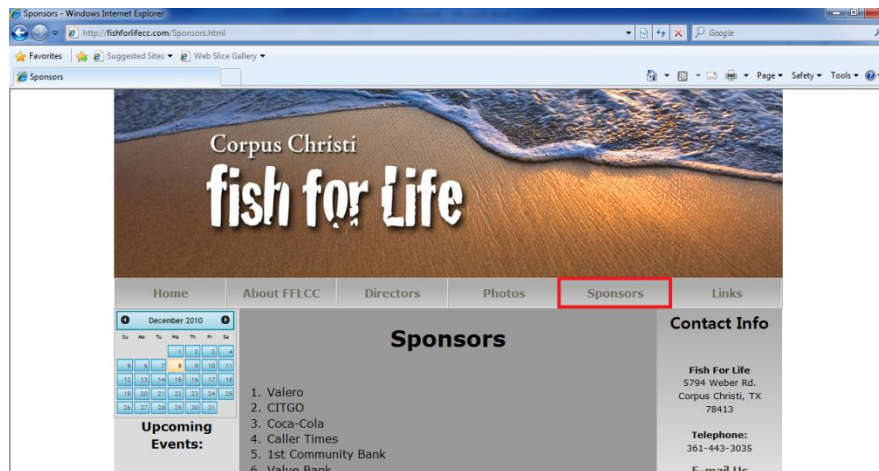 Sponsors - Windows Internet Explorer
http://fishforlifecc.com/Sponsors.html
Google
Favorites Suggested Sites Web Slice Gallery
Sponsors
Page Safety Tools
Corpus Christi
fish for Life
Home About FFLCC Directors Photos Sponsors Links
December 2010
Su Mo Tu We Th Fr Sa
1 2 3 4
5 6 7 8 9 10 11
12 13 14 15 16 17 18
19 20 21 22 23 24 25
26 27 28 29 30 31
Upcoming
Events:
Sponsors
1. Valero
2. CITGO
3. Coca-Cola
4. Caller Times
5. 1st Community Bank
6. Value Bank
Contact Info
Fish For Life
5794 Weber Rd.
Corpus Christi, TX
78413
Telephone:
361-443-3035
E-mail Us